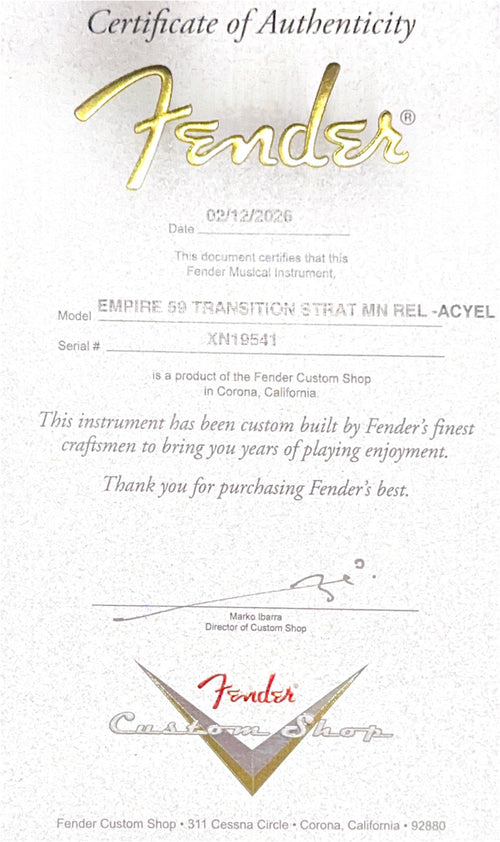 Certificate of Authenticity
Fender®
Date 02/12/2026
This document certifies that this
Fender Musical Instrument,
Model EMPIRE 59 TRANSITION STRAT MN REL -ACYEL
Serial # XN19541
is a product of the Fender Custom Shop
in Corona, California.
This instrument has been custom built by Fender's finest
craftsmen to bring you years of playing enjoyment.
Thank you for purchasing Fender's best.
Marko Ibarra
Director of Custom Shop
Fender®
Custom Shop
Fender Custom Shop • 311 Cessna Circle • Corona, California • 92880